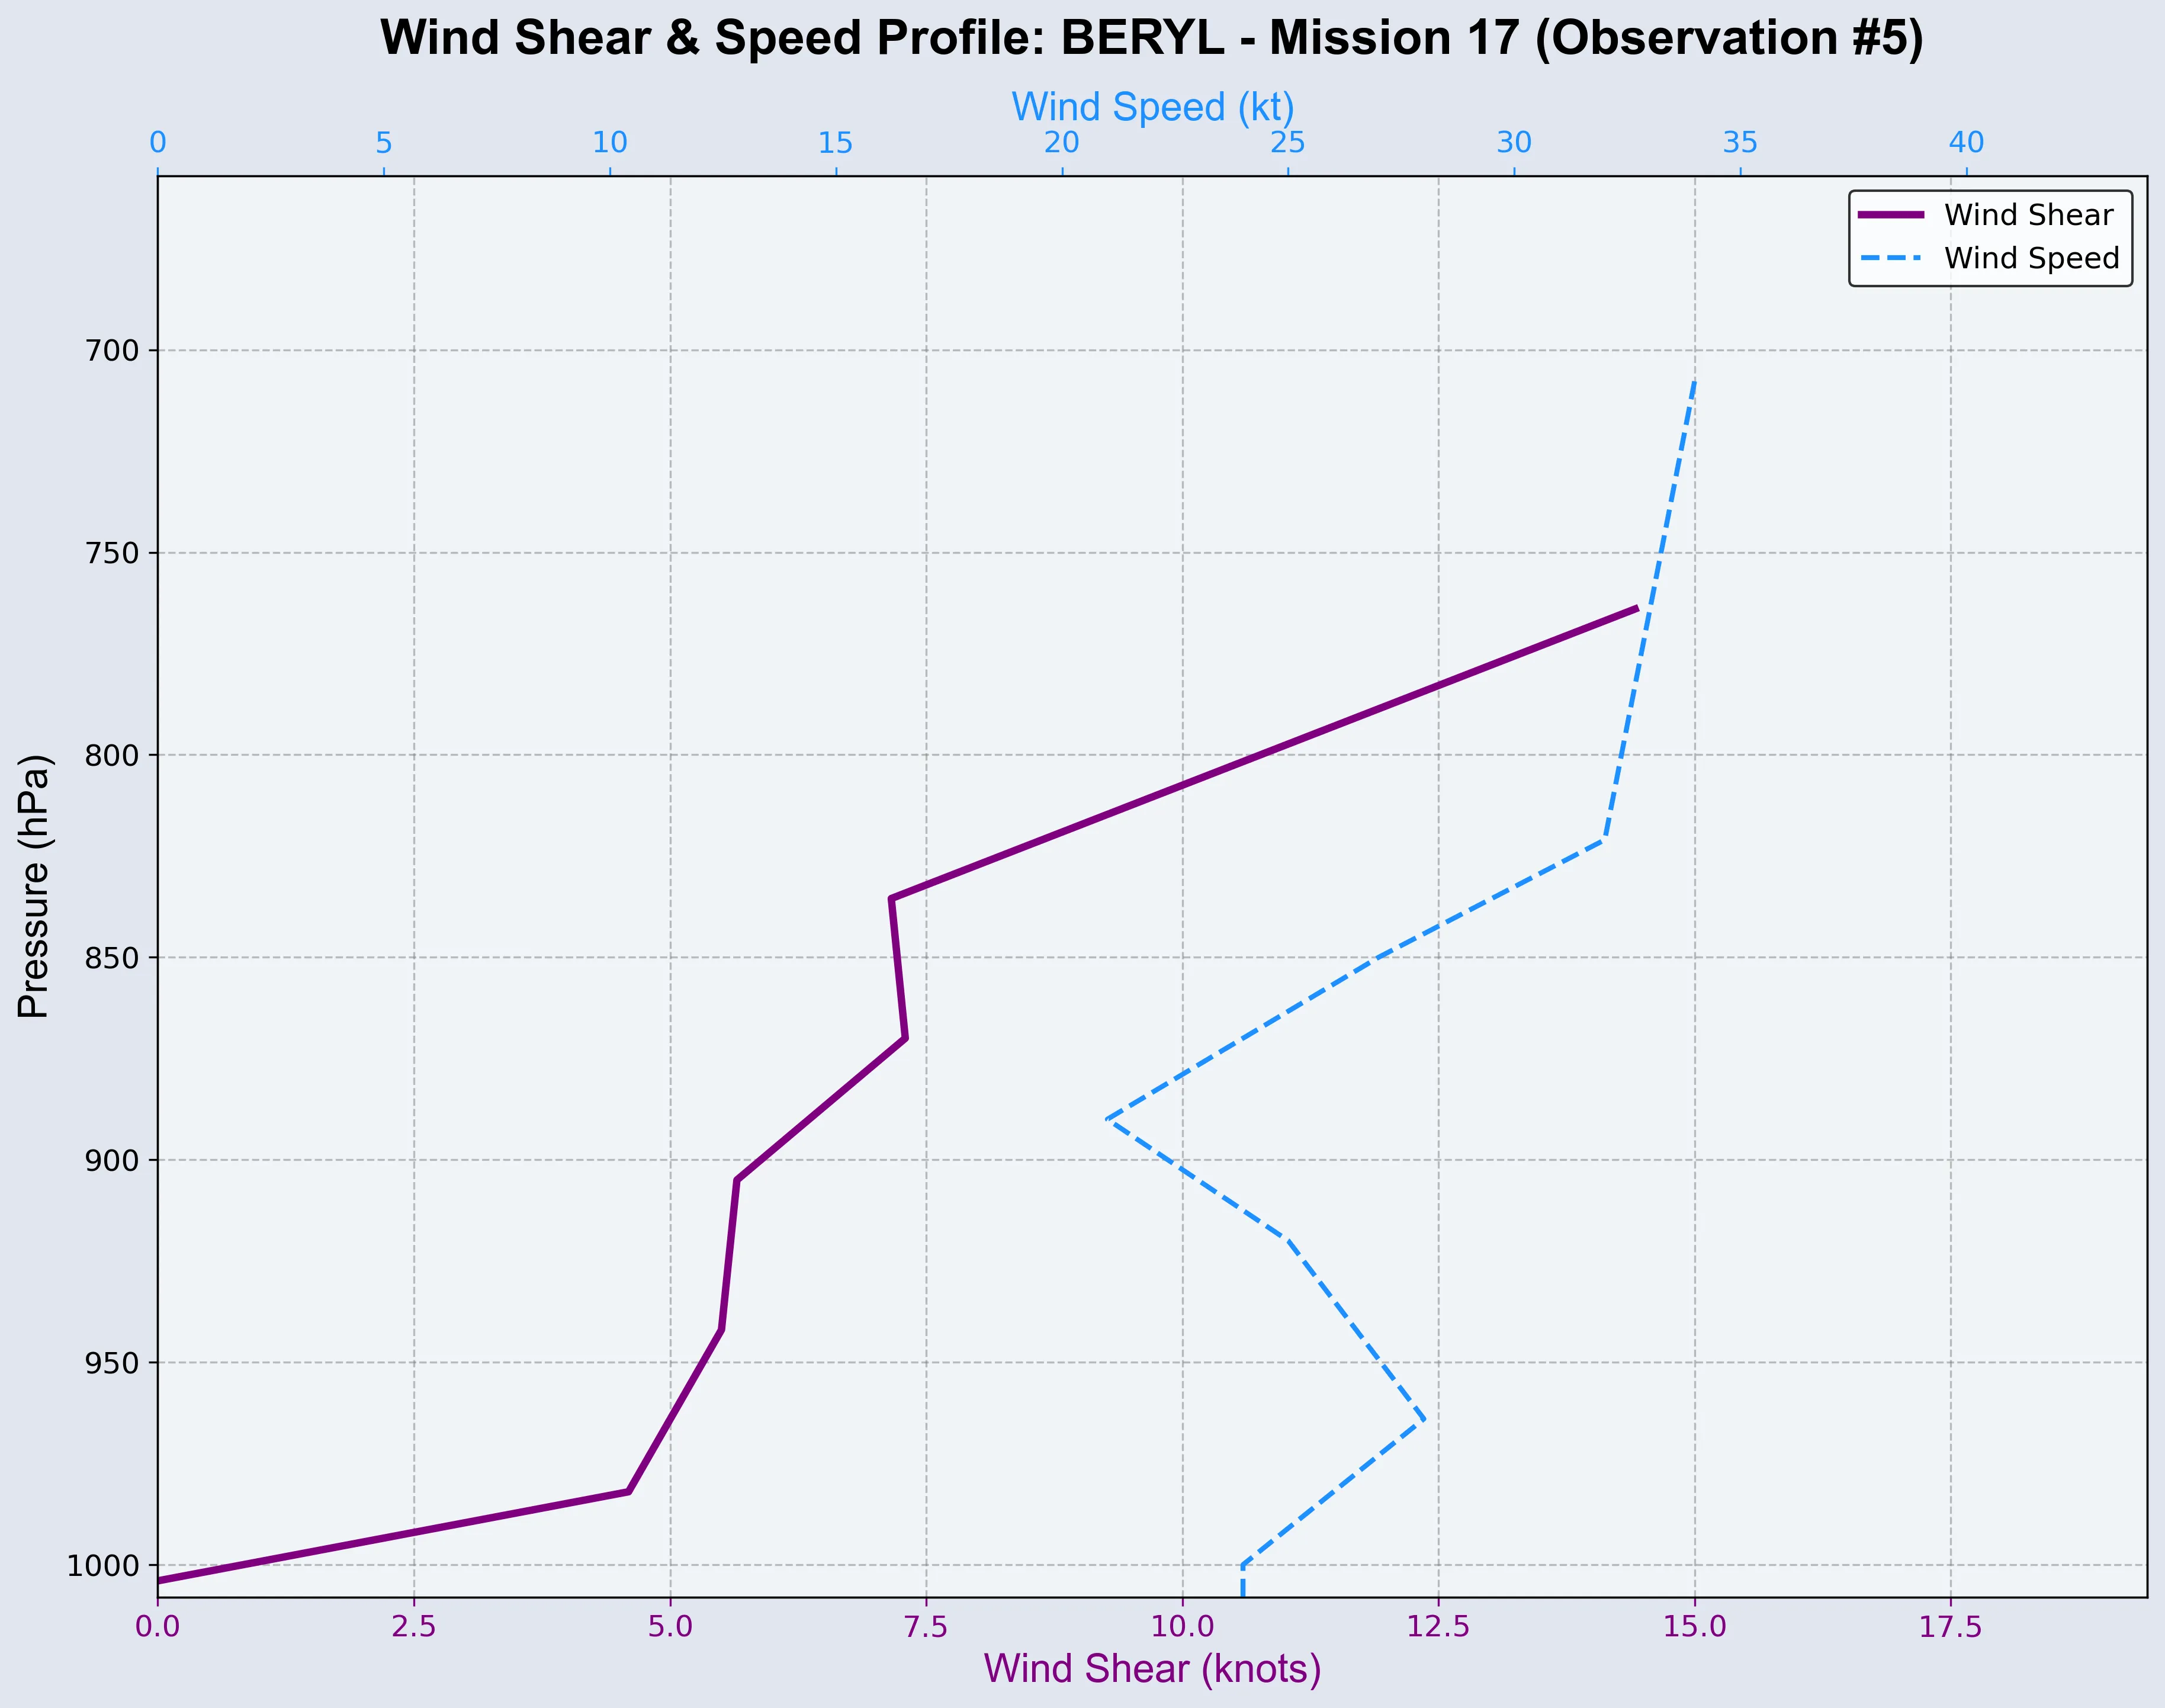 Wind Shear & Speed Profile: BERYL - Mission 17 (Observation #5)
Wind Speed (kt)
0 5 10 15 20 25 30 35 40
Wind Shear
Wind Speed
Pressure (hPa)
700
750
800
850
900
950
1000
0.0 2.5 5.0 7.5 10.0 12.5 15.0 17.5
Wind Shear (knots)